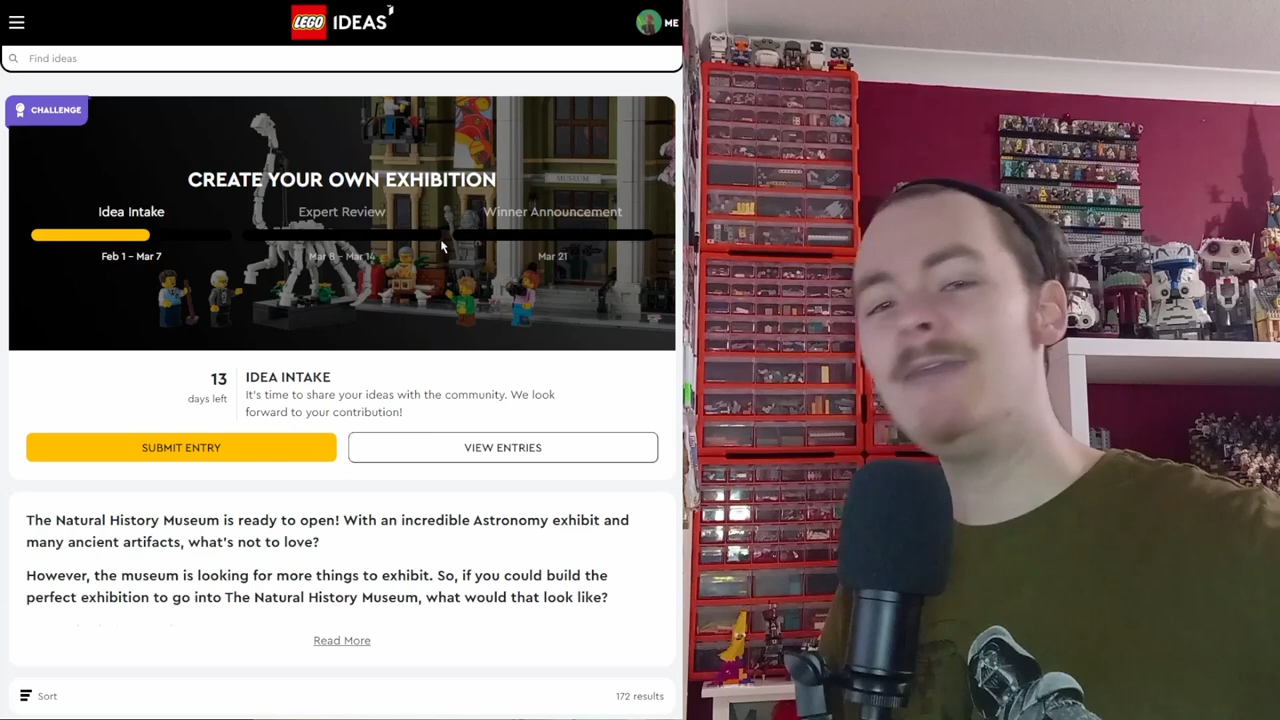 LEGO IDEAS
ME
Find ideas
CHALLENGE
MUSEUM
CREATE YOUR OWN EXHIBITION
Idea Intake
Expert Review
Winner Announcement
Feb 1 – Mar 7
Mar 8 – Mar 14
Mar 21
13
days left
IDEA INTAKE
It's time to share your ideas with the community. We look
forward to your contribution!
SUBMIT ENTRY
VIEW ENTRIES
The Natural History Museum is ready to open! With an incredible Astronomy exhibit and
many ancient artifacts, what's not to love?
However, the museum is looking for more things to exhibit. So, if you could build the
perfect exhibition to go into The Natural History Museum, what would that look like?
Read More
Sort
172 results